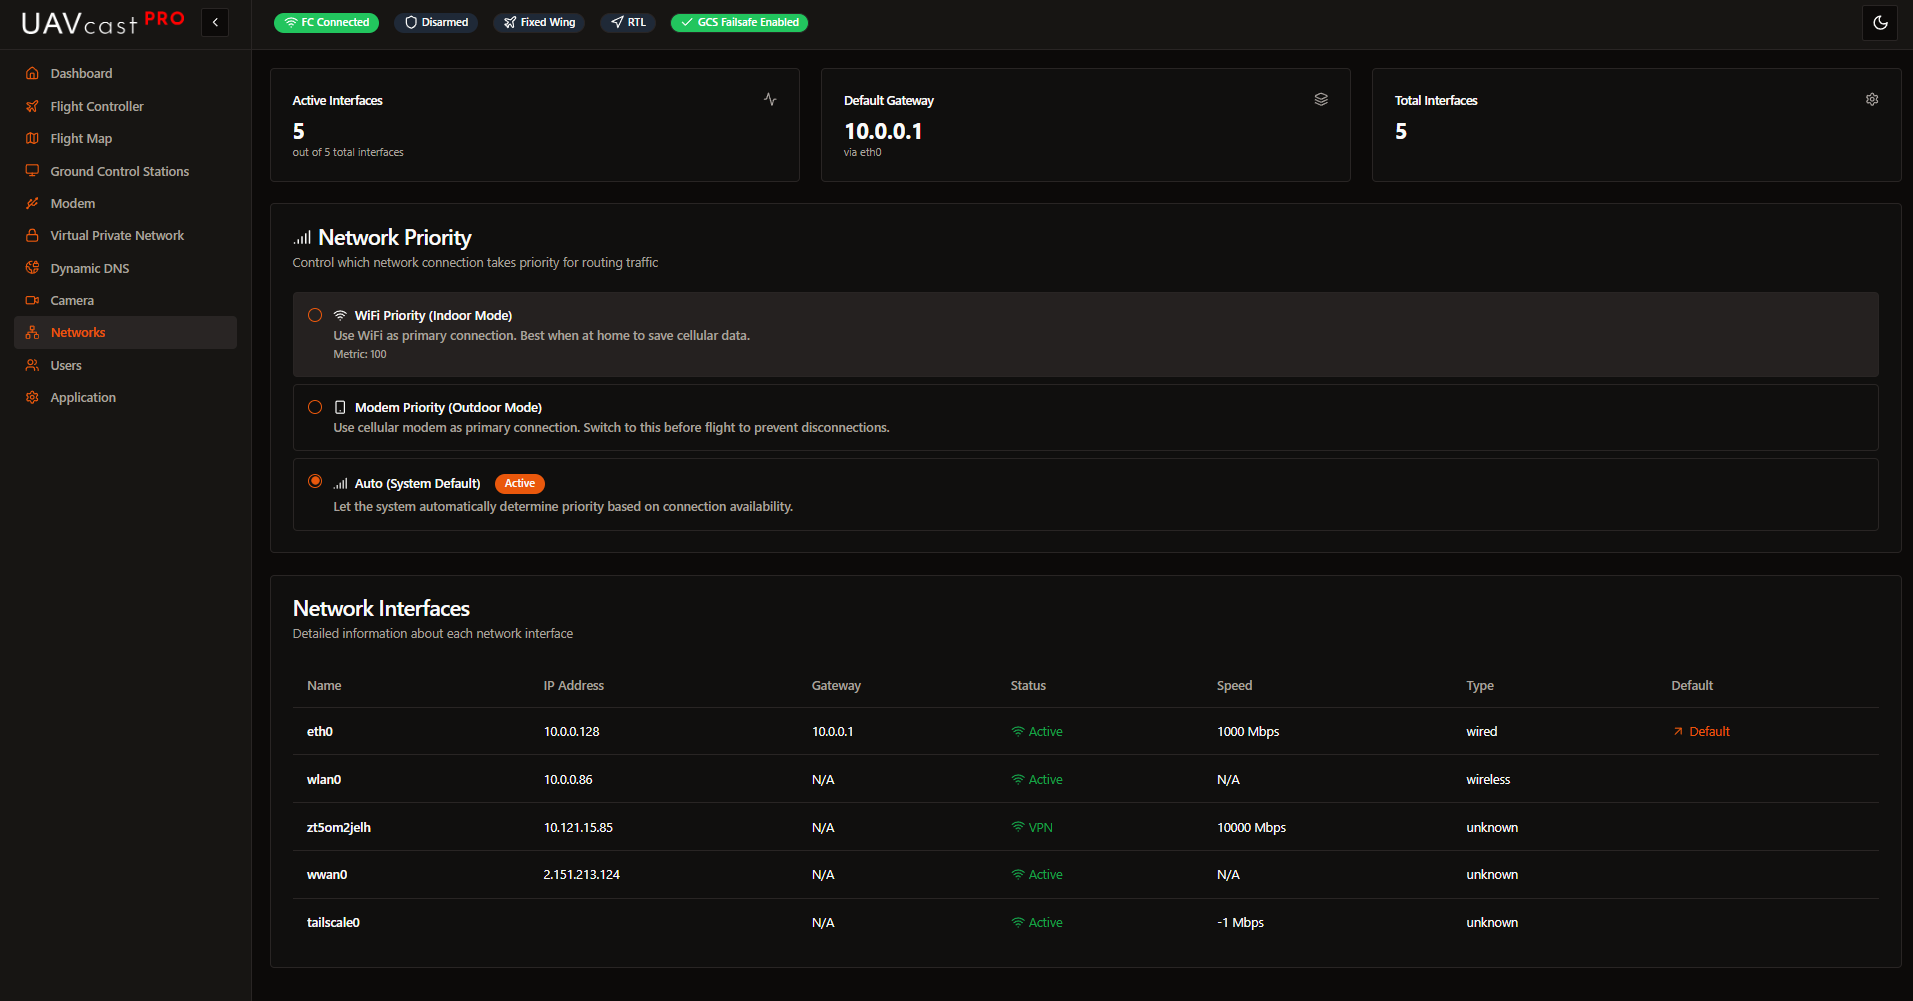 UAVcast PRO
FC Connected
Disarmed
Fixed Wing
RTL
GCS Failsafe Enabled
Dashboard
Flight Controller
Flight Map
Ground Control Stations
Modem
Virtual Private Network
Dynamic DNS
Camera
Networks
Users
Application
Active Interfaces
5
out of 5 total interfaces
Default Gateway
10.0.0.1
via eth0
Total Interfaces
5
Network Priority
Control which network connection takes priority for routing traffic
WiFi Priority (Indoor Mode)
Use WiFi as primary connection. Best when at home to save cellular data.
Metric: 100
Modem Priority (Outdoor Mode)
Use cellular modem as primary connection. Switch to this before flight to prevent disconnections.
Auto (System Default) Active
Let the system automatically determine priority based on connection availability.
Network Interfaces
Detailed information about each network interface
Name IP Address Gateway Status Speed Type Default
eth0 10.0.0.128 10.0.0.1 Active 1000 Mbps wired Default
wlan0 10.0.0.86 N/A Active N/A wireless
zt5om2jelh 10.121.15.85 N/A VPN 10000 Mbps unknown
wwan0 2.151.213.124 N/A Active N/A unknown
tailscale0 N/A Active -1 Mbps unknown